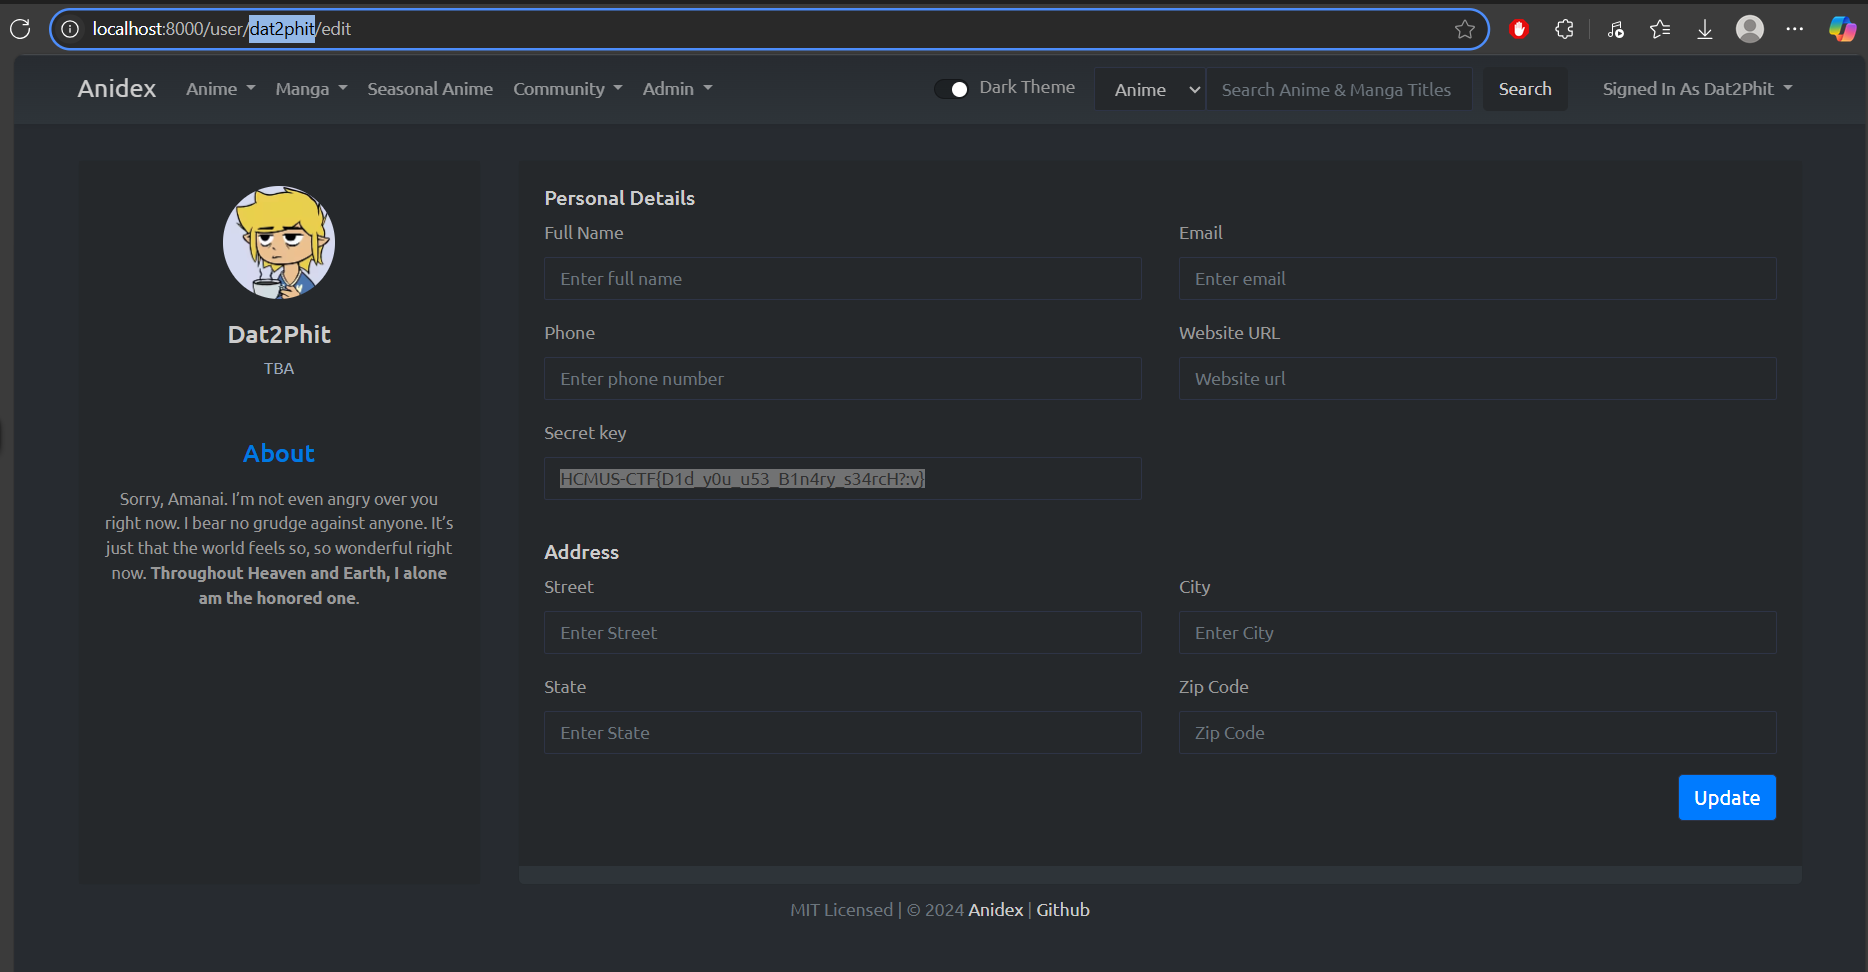 localhost:8000/user/dat2phit/edit
Anidex Anime Manga Seasonal Anime Community Admin Dark Theme Anime Search Anime & Manga Titles Search Signed In As Dat2Phit
Dat2Phit
TBA
About
Sorry, Amanai. I’m not even angry over you
right now. I bear no grudge against anyone. It’s
just that the world feels so, so wonderful right
now. Throughout Heaven and Earth, I alone
am the honored one.
Personal Details
Full Name Email
Enter full name Enter email
Phone Website URL
Enter phone number Website url
Secret key
HCMUS-CTF{D1d_y0u_u53_B1n4ry_s34rcH?:v}
Address
Street City
Enter Street Enter City
State Zip Code
Enter State Zip Code
Update
MIT Licensed | © 2024 Anidex | Github